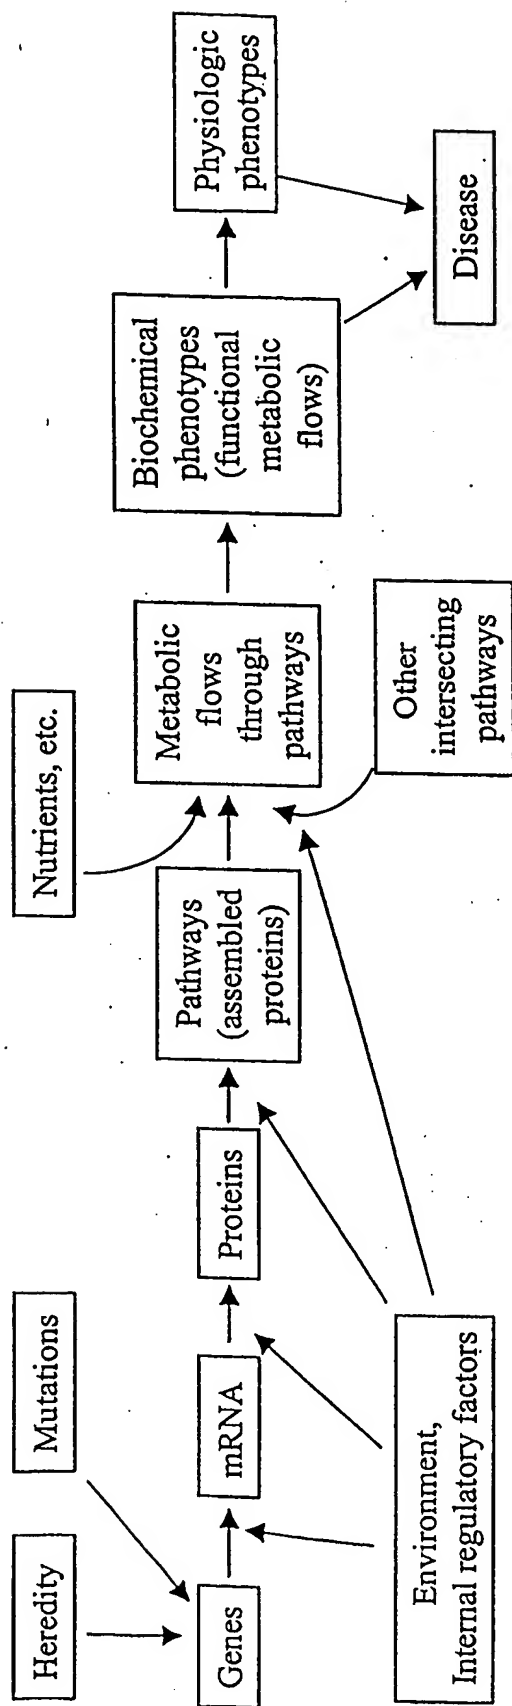 Heredity
Mutations
Nutrients, etc.
Genes
mRNA
Proteins
Pathways
(assembled
proteins)
Metabolic
flows
through
pathways
Biochemical
phenotypes
(functional
metabolic
flows)
Physiologic
phenotypes
Environment,
Internal regulatory factors
Other
intersecting
pathways
Disease